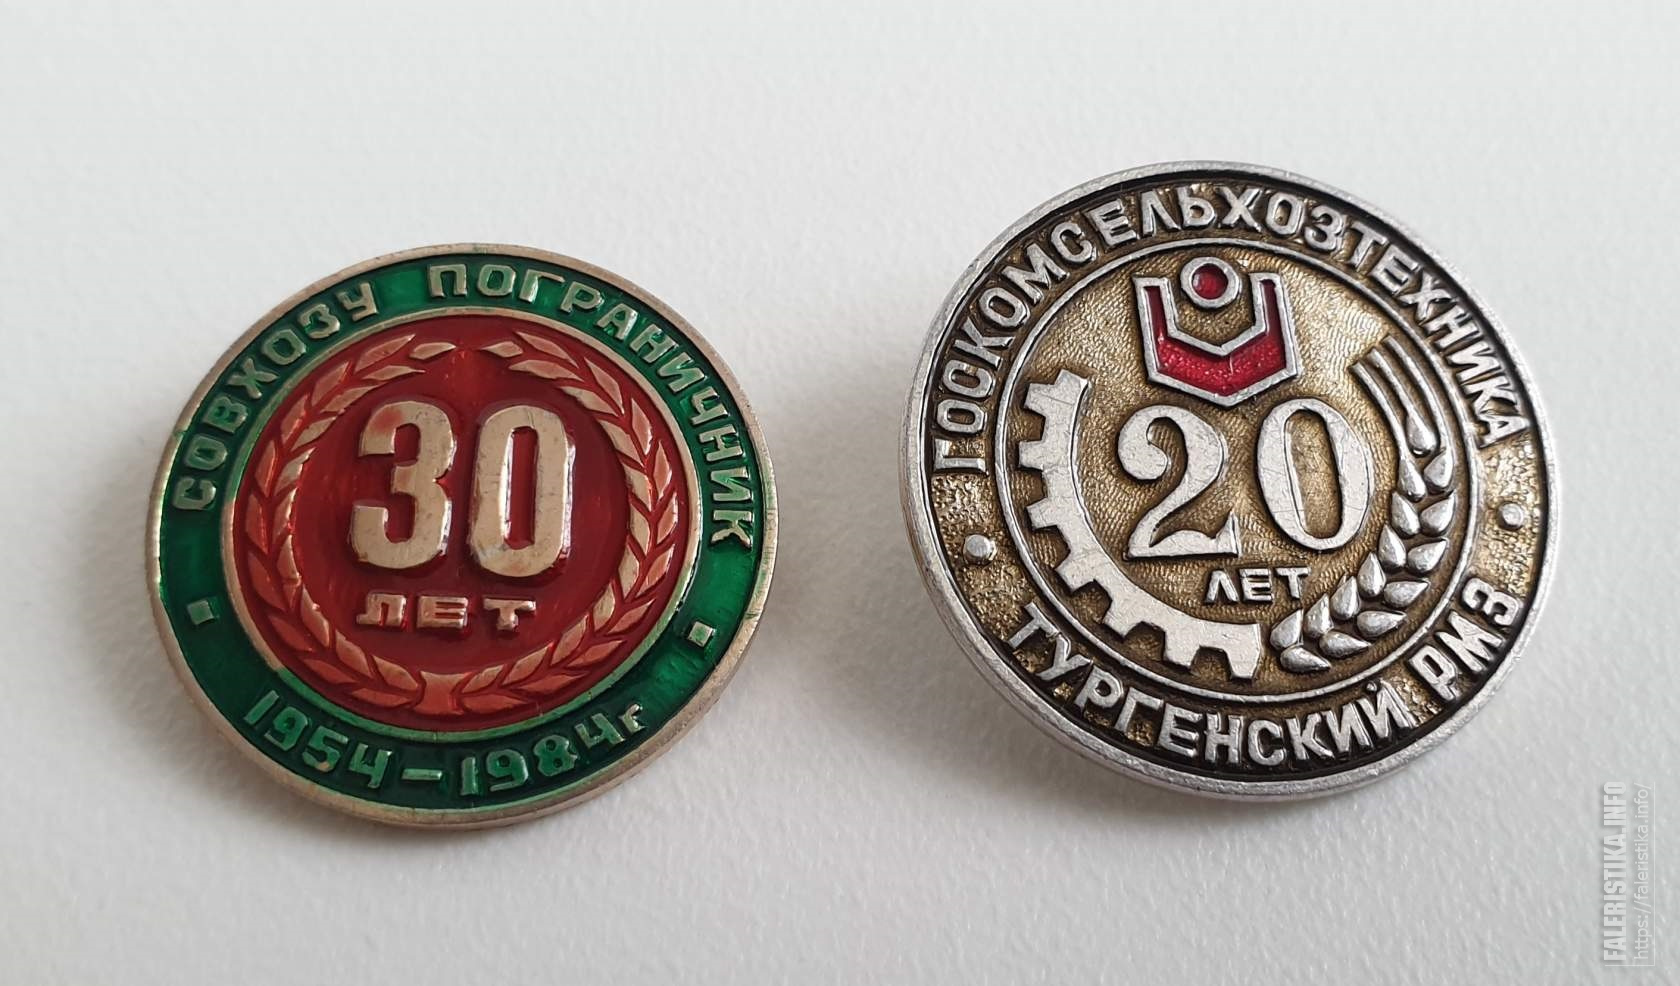 СОВХОЗУ ПОГРАНИЧНИК
30
ЛЕТ
1954-1984г
ГОСКОМСЕЛЬХОЗТЕХНИКА
20
ЛЕТ
ТУРГЕНСКИЙ РМЗ
FALERISTIKA.INFO
https://faleristika.info/